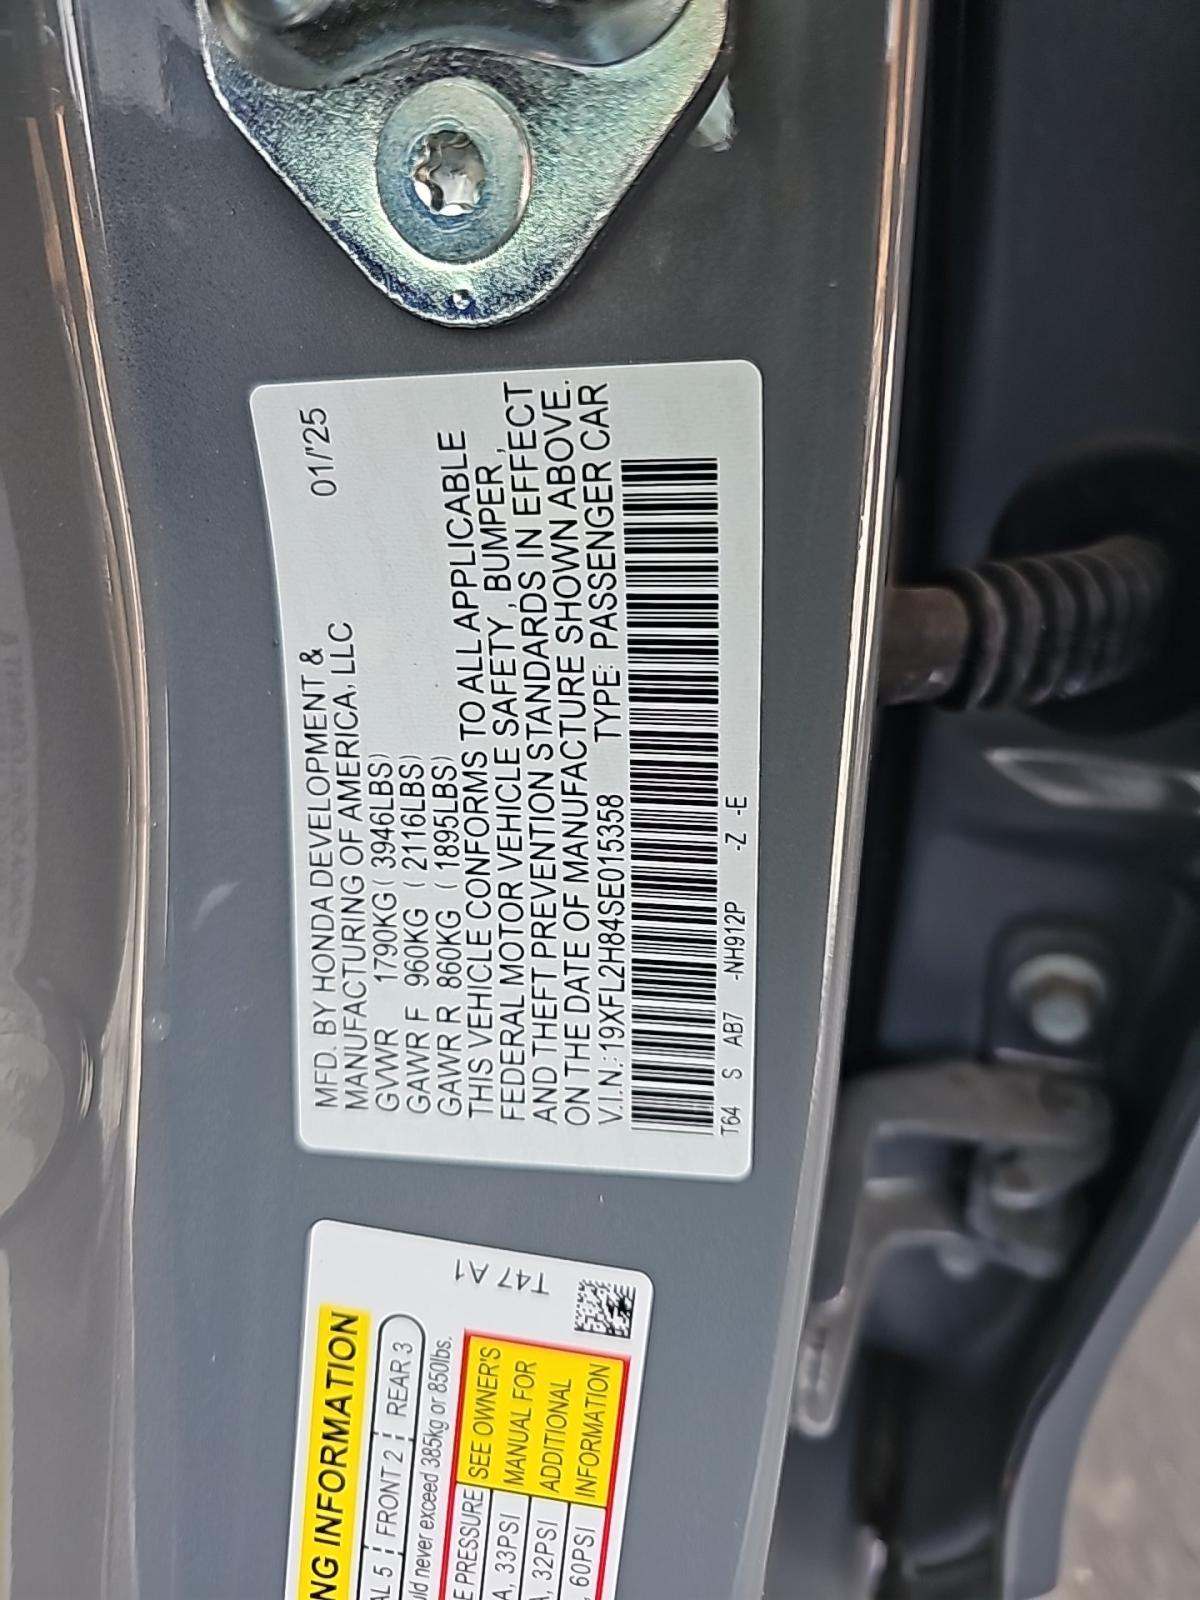 MFD. BY HONDA DEVELOPMENT &
MANUFACTURING OF AMERICA, LLC 01/'25
GVWR 1790KG ( 3946LBS)
GAWR F 960KG ( 2116LBS)
GAWR R 860KG ( 1895LBS)
THIS VEHICLE CONFORMS TO ALL APPLICABLE
FEDERAL MOTOR VEHICLE SAFETY, BUMPER,
AND THEFT PREVENTION STANDARDS IN EFFECT
ON THE DATE OF MANUFACTURE SHOWN ABOVE.
V.I.N.:19XFL2H84SE015358 TYPE: PASSENGER CAR
T64 S AB7 -NH912P -Z -E
T47 A1
NG INFORMATION
AL 5 FRONT 2 REAR 3
uld never exceed 385kg or 850lbs.
E PRESSURE SEE OWNER'S
A, 33PSI MANUAL FOR
A, 32PSI ADDITIONAL
, 60PSI INFORMATION